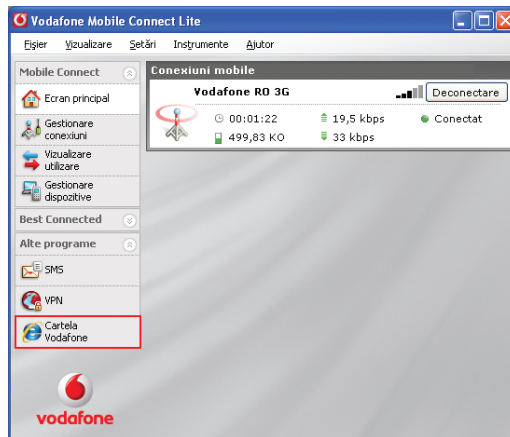 Vodafone Mobile Connect Lite
Fișier Vizualizare Setări Instrumente Ajutor
Mobile Connect
Ecran principal
Gestionare
conexiuni
Vizualizare
utilizare
Gestionare
dispozitive
Best Connected
Alte programe
SMS
VPN
Cartela
Vodafone
vodafone
Conexiuni mobile
Vodafone RO 3G
Deconectare
00:01:22 19,5 kbps Conectat
499,83 KO 33 kbps